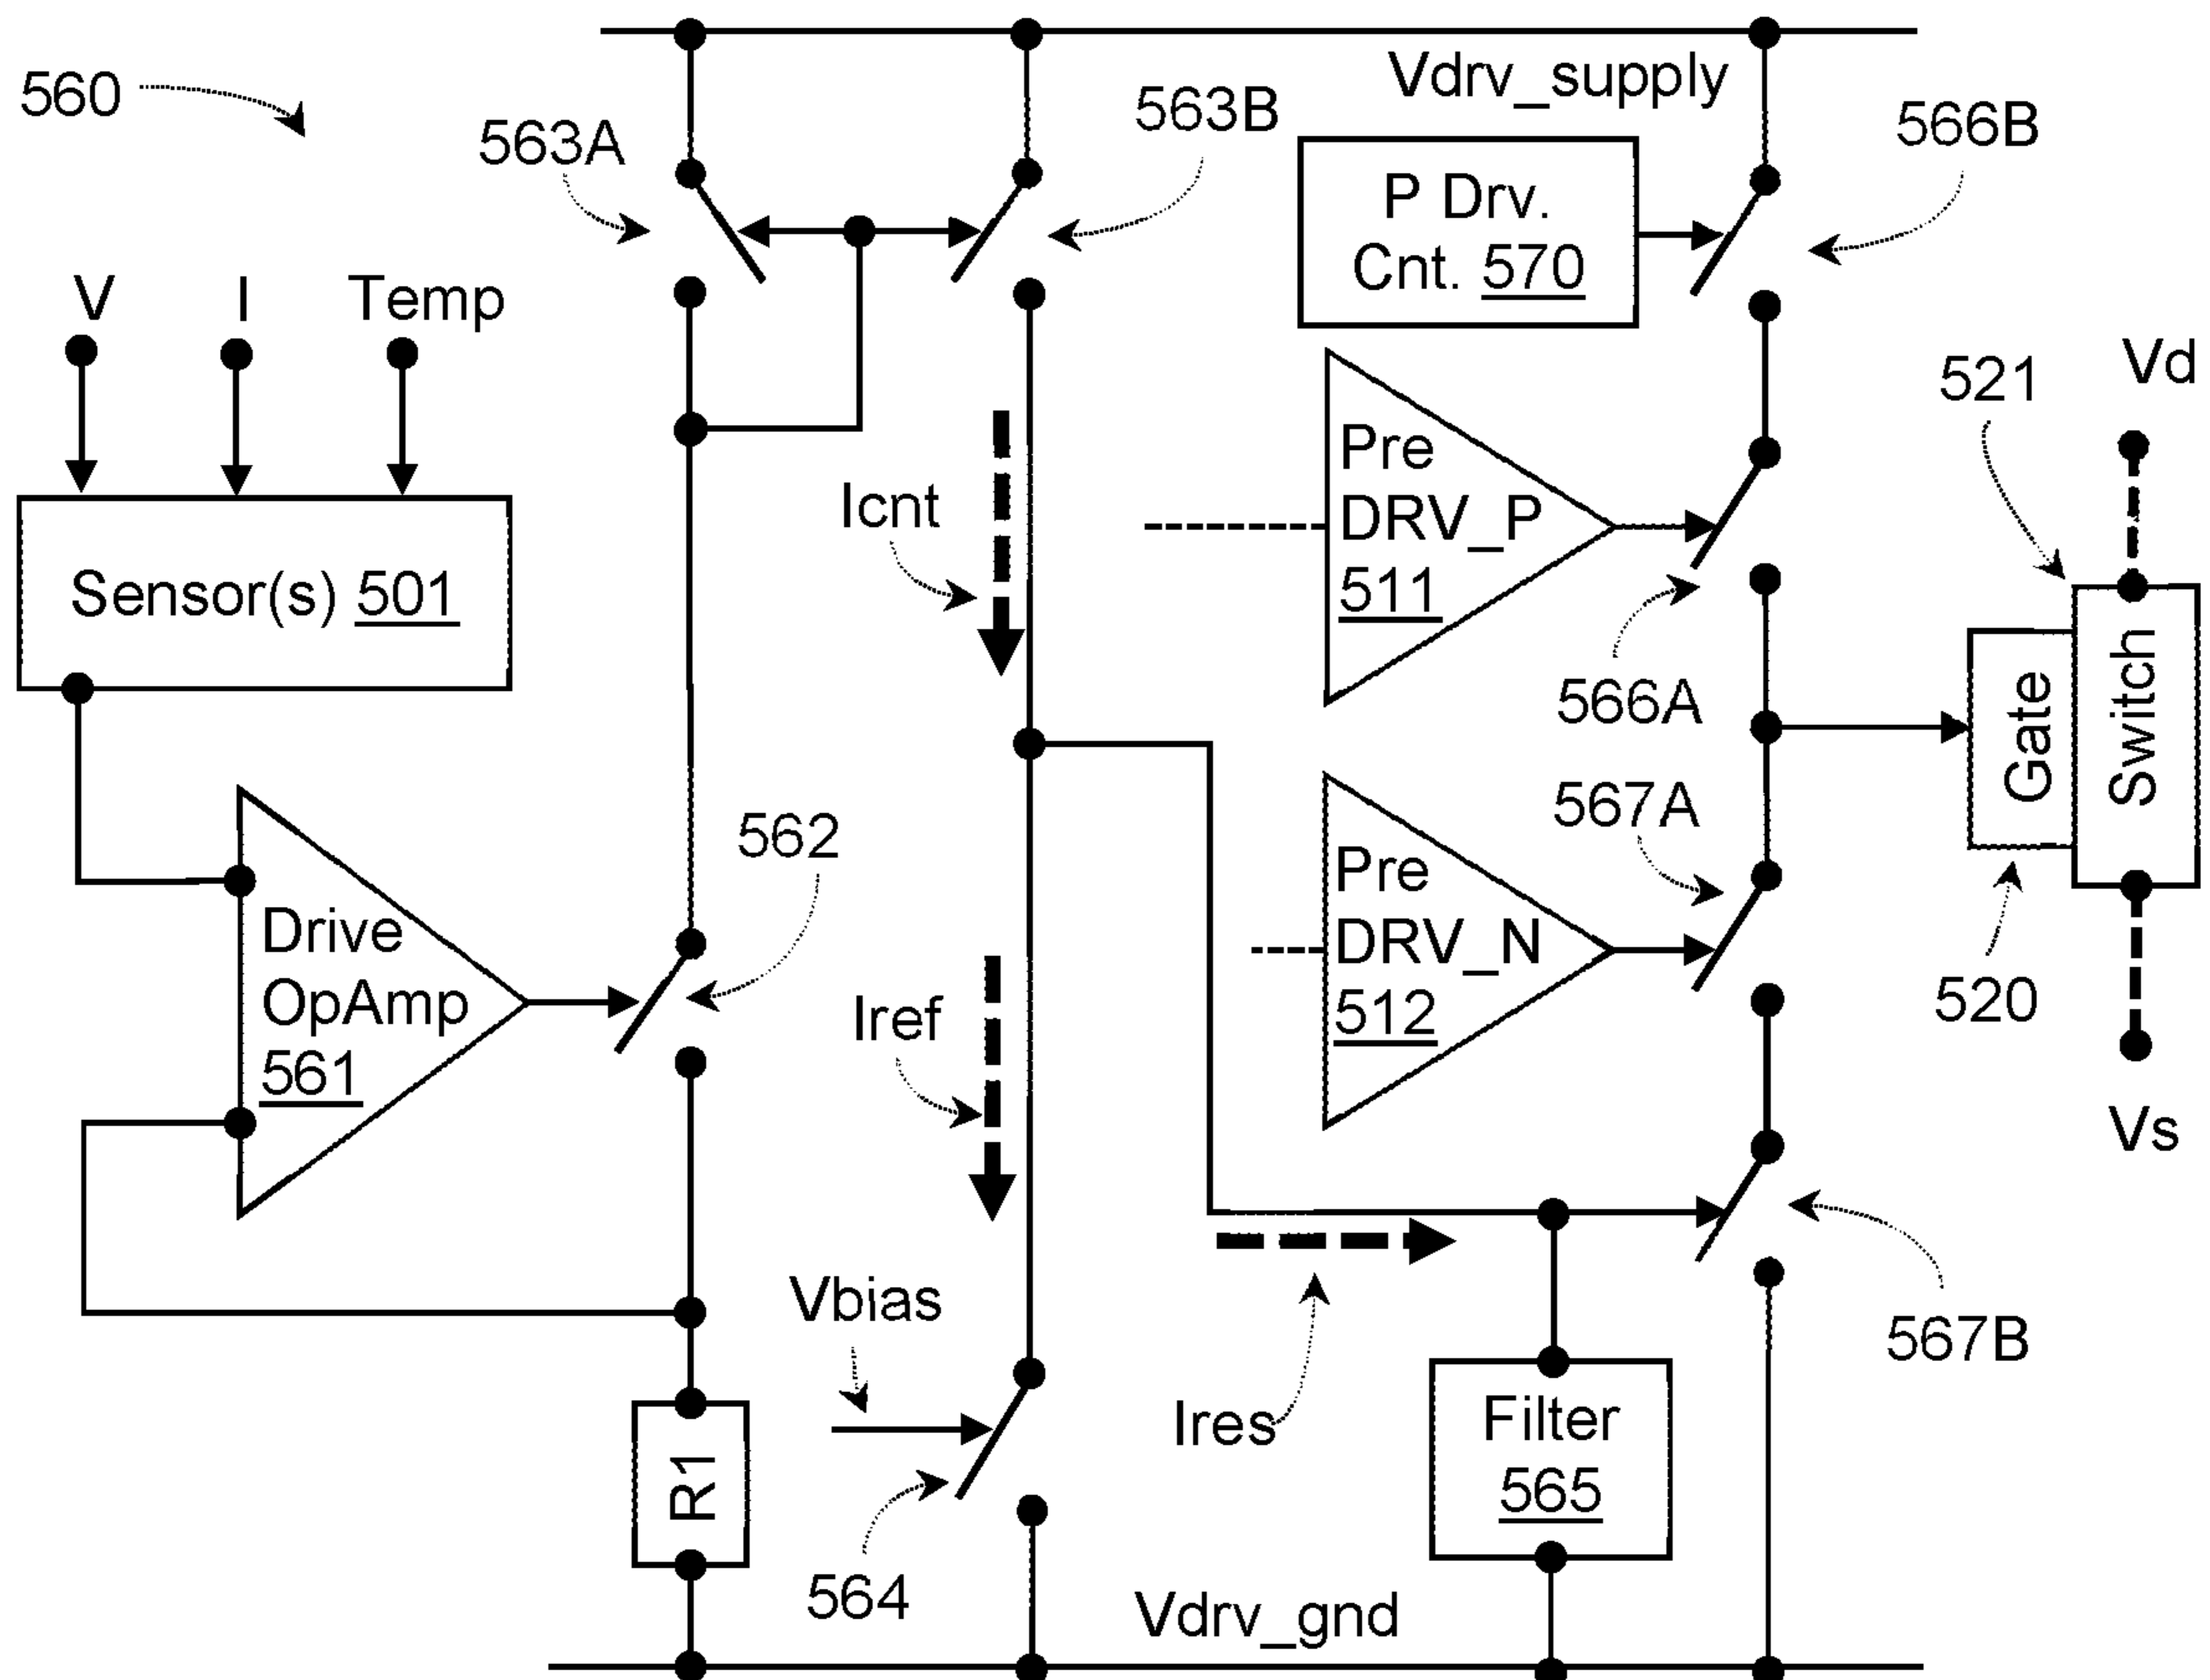 Vdrv_supply
560
563A
563B
566B
P Drv.
Cnt. 570
V
I
Temp
Sensor(s) 501
Icnt
Pre
DRV_P
511
566A
521
Vd
Gate
Switch
520
Vs
562
Drive
OpAmp
561
Iref
567A
Pre
DRV_N
512
Vbias
Ires
567B
R1
564
Filter
565
Vdrv_gnd